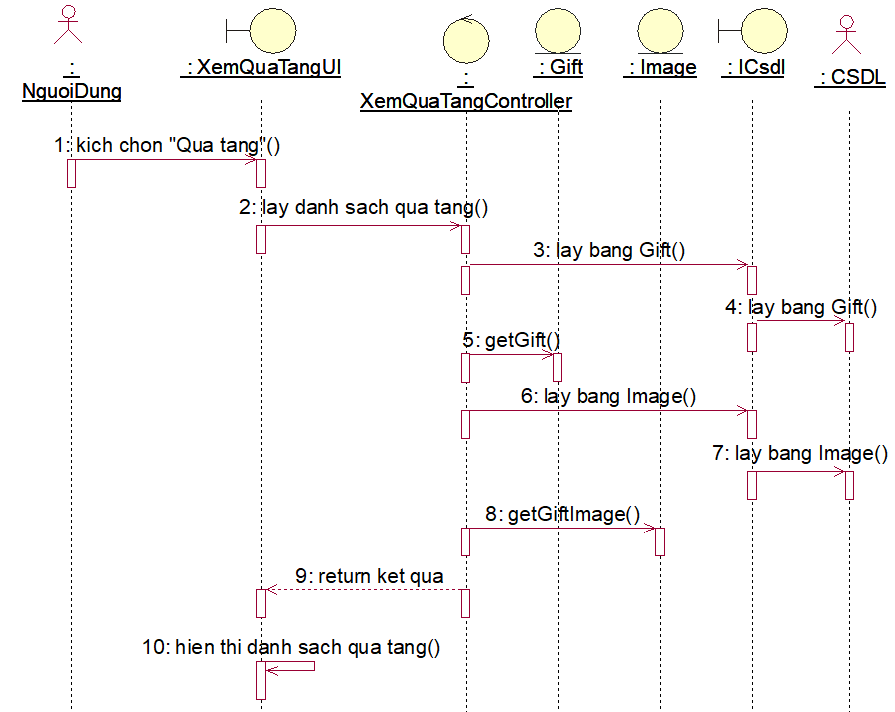 :
NguoiDung
: XemQuaTangUI
:
XemQuaTangController
: Gift
: Image
: ICsdl
: CSDL
1: kich chon "Qua tang"()
2: lay danh sach qua tang()
3: lay bang Gift()
4: lay bang Gift()
5: getGift()
6: lay bang Image()
7: lay bang Image()
8: getGiftImage()
9: return ket qua
10: hien thi danh sach qua tang()